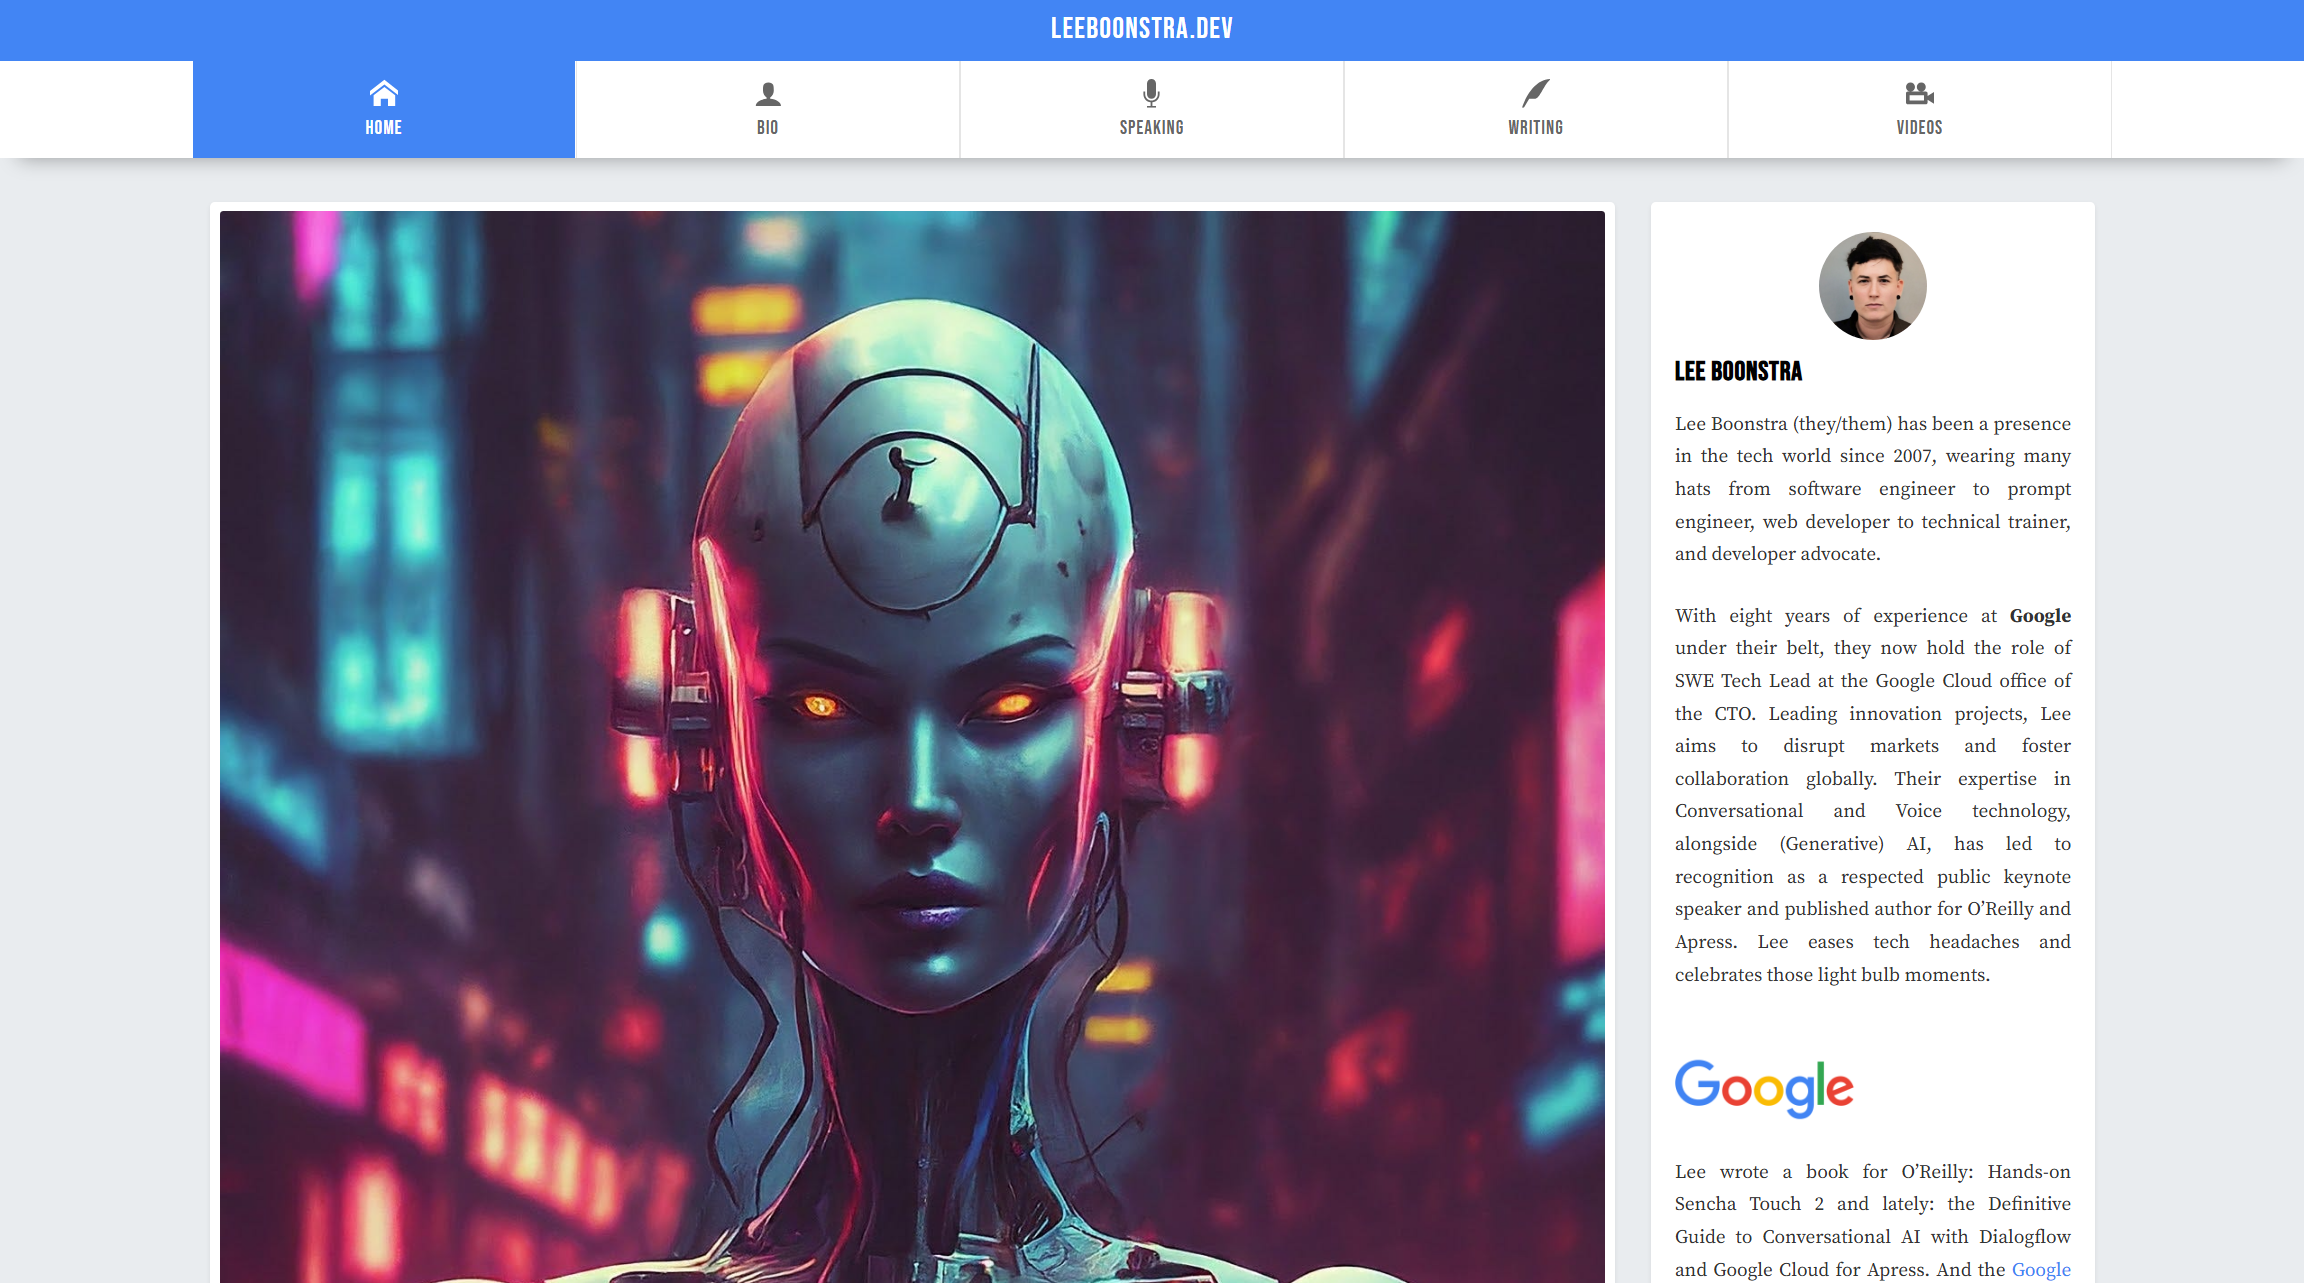 LEEBOONSTRA.DEV
HOME
BIO
SPEAKING
WRITING
VIDEOS
LEE BOONSTRA
Lee Boonstra (they/them) has been a presence
in the tech world since 2007, wearing many
hats from software engineer to prompt
engineer, web developer to technical trainer,
and developer advocate.
With eight years of experience at Google
under their belt, they now hold the role of
SWE Tech Lead at the Google Cloud office of
the CTO. Leading innovation projects, Lee
aims to disrupt markets and foster
collaboration globally. Their expertise in
Conversational and Voice technology,
alongside (Generative) AI, has led to
recognition as a respected public keynote
speaker and published author for O’Reilly and
Apress. Lee eases tech headaches and
celebrates those light bulb moments.
Google
Lee wrote a book for O’Reilly: Hands-on
Sencha Touch 2 and lately: the Definitive
Guide to Conversational AI with Dialogflow
and Google Cloud for Apress. And the Google